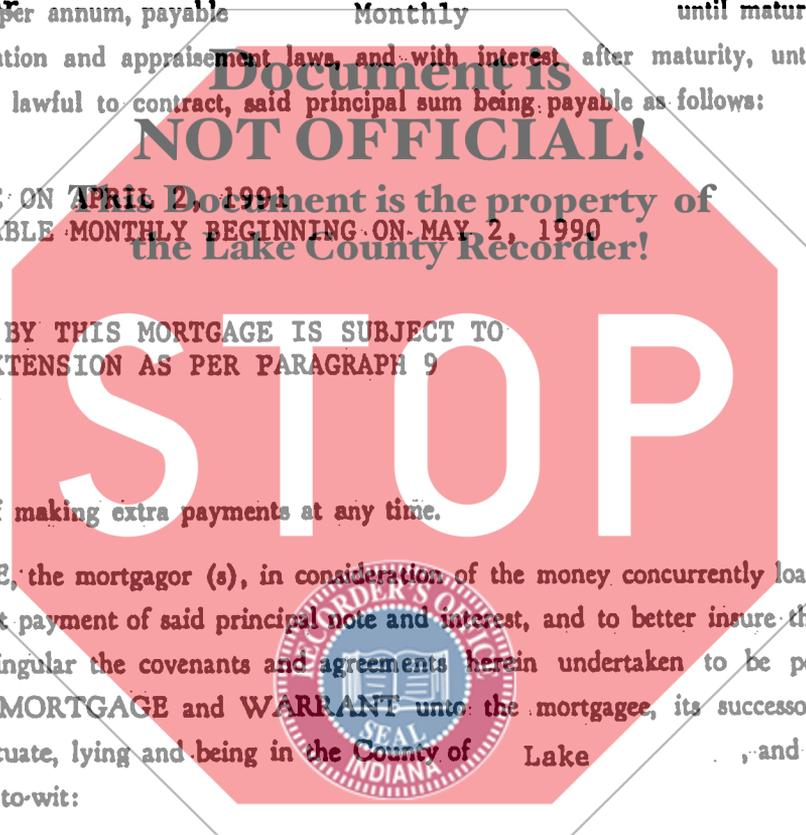 per annum, payable Monthly until matur
ation and appraisement laws, and with interest after maturity, unt
Document is
lawful to contract, said principal sum being payable as follows:
NOT OFFICIAL!
ON APRIL 2, 1991
This Document is the property of
ABLE MONTHLY BEGINNING ON MAY 2, 1990
the Lake County Recorder!
BY THIS MORTGAGE IS SUBJECT TO
XTENSION AS PER PARAGRAPH 9
STOP
f making extra payments at any time.
E, the mortgagor (s), in consideration of the money concurrently loa
t payment of said principal note and interest, and to better insure th
ingular the covenants and agreements herein undertaken to be pe
MORTGAGE and WARRANT unto the mortgagee, its successo
tuate, lying and being in the County of Lake , and
to-wit:
RECORDER'S OFFICE
SEAL
INDIANA